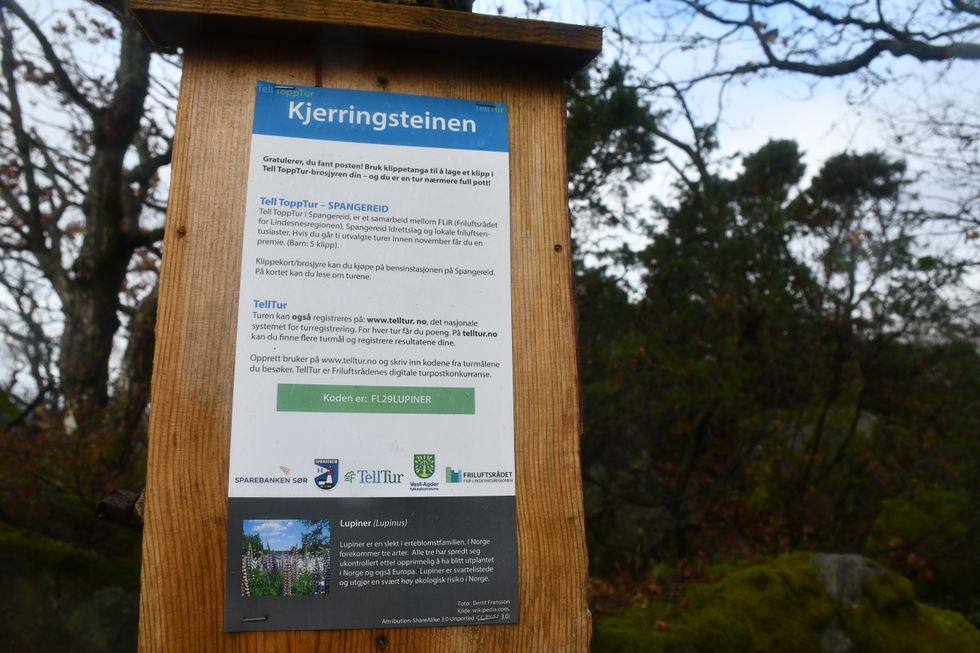 Tell ToppTur
TellTur
Kjerringsteinen
Gratulerer, du fant posten! Bruk klippetanga til å lage et klipp i
Tell ToppTur-brosjyren din – og du er en tur nærmere full pott!
Tell ToppTur – SPANGEREID
Tell ToppTur i Spangereid, er et samarbeid mellom FLiR (Friluftsrådet
for Lindesnesregionen), Spangereid Idrettslag og lokale friluftsen-
tusiaster. Hvis du går ti utvalgte turer innen november får du en
premie. (Barn: 5 klipp).
Klippekort/brosjyre kan du kjøpe på bensinstasjonen på Spangereid.
På kortet kan du lese om turene.
TellTur
Turen kan også registreres på: www.telltur. no, det nasjonale
systemet for turregistrering. For hver tur får du poeng. På telltur.no
kan du finne flere turmål og registrere resultatene dine.
Opprett bruker på www.telltur.no og skriv inn kodene fra turmålene
du besøker. TellTur er Friluftsrådenes digitale turpostkonkurranse.
Koden er: FL29LUPINER
SPAREBANKEN SØR
SPANGEREID
TellTur
Vest-Agder
fylkeskommune
FRILUFTSRÅDET
FOR LINDESNESREGIONEN
Lupiner (Lupinus)
Lupiner er en slekt i erteblomstfamilien. I Norge
forekommer tre arter. Alle tre har spredt seg
ukontrollert etter opprinnelig å ha blitt utplantet
i Norge og også Europa. Lupiner er svartelistede
og utgjør en svært høy økologisk risiko i Norge.
Foto: Bernt Fransson
Kilde: wikipedia.com.
Attribution-ShareAlike 3.0 Unported (CC BY-SA 3.0)